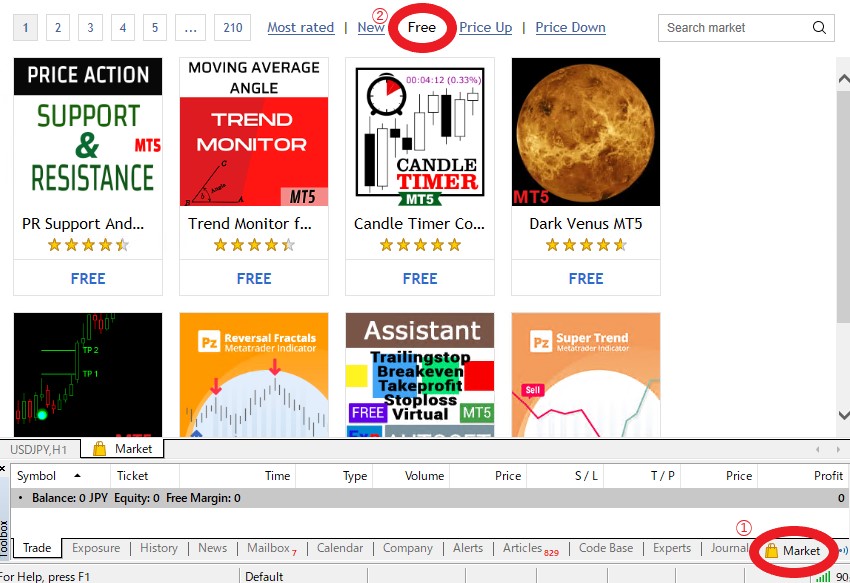 1 2 3 4 5 ... 210 Most rated | New | Free | Price Up | Price Down Search market
②
PRICE ACTION
SUPPORT
&
RESISTANCE
MT5
MOVING AVERAGE
ANGLE
TREND
MONITOR
C
Angle
B A
MT5
00:04:12 (0.33%)
CANDLE
TIMER
MT5
MT5
PR Support And... Trend Monitor f... Candle Timer Co... Dark Venus MT5
FREE FREE FREE FREE
TP 2
TP 1
MT5
Pz Reversal Fractals
Metatrader Indicator
Assistant
Trailingstop
Breakeven
Takeprofit
Stoploss
FREE Virtual MT5
Pz Super Trend
Metatrader Indicator
Sell
USDJPY,H1 Market
Symbol Ticket Time Type Volume Price S / L T / P Price Profit
• Balance: 0 JPY Equity: 0 Free Margin: 0 0
Toolbox
①
Trade Exposure History News Mailbox 7 Calendar Company Alerts Articles 829 Code Base Experts Journal Market
For Help, press F1 Default 90